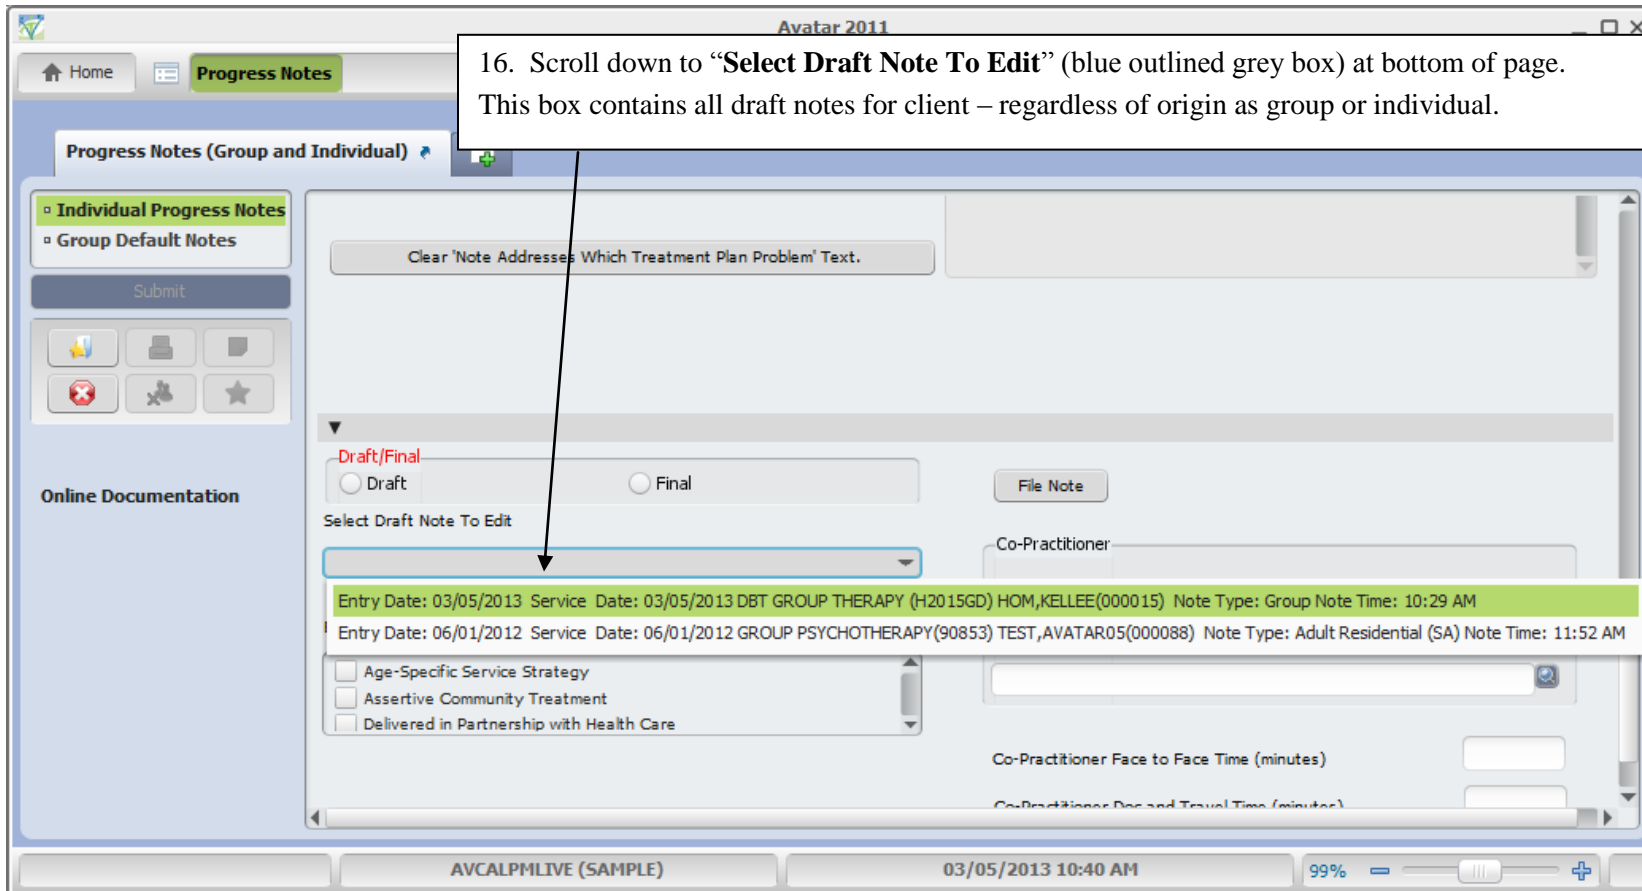 Avatar 2011
Home
Progress Notes
16. Scroll down to “Select Draft Note To Edit” (blue outlined grey box) at bottom of page.
This box contains all draft notes for client – regardless of origin as group or individual.
Progress Notes (Group and Individual)
Individual Progress Notes
Group Default Notes
Submit
Online Documentation
Clear 'Note Addresses Which Treatment Plan Problem' Text.
Draft/Final
Draft
Final
File Note
Select Draft Note To Edit
Co-Practitioner
Entry Date: 03/05/2013 Service Date: 03/05/2013 DBT GROUP THERAPY (H2015GD) HOM,KELLEE(000015) Note Type: Group Note Time: 10:29 AM
Entry Date: 06/01/2012 Service Date: 06/01/2012 GROUP PSYCHOTHERAPY(90853) TEST,AVATAR05(000088) Note Type: Adult Residential (SA) Note Time: 11:52 AM
Age-Specific Service Strategy
Assertive Community Treatment
Delivered in Partnership with Health Care
Co-Practitioner Face to Face Time (minutes)
Co-Practitioner Doc and Travel Time (minutes)
AVCALPMLIVE (SAMPLE)
03/05/2013 10:40 AM
99%